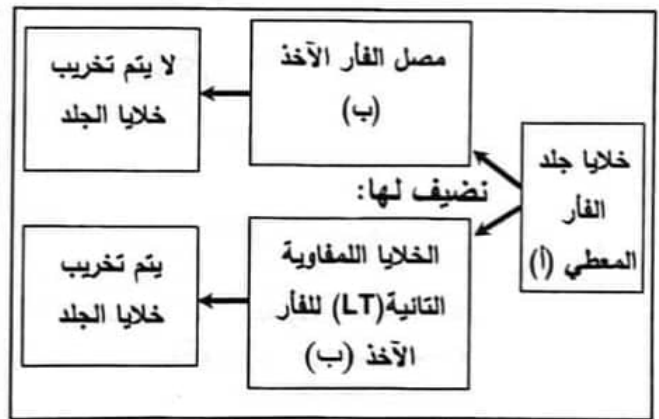 خلايا جلد
الفأر
المعطي (أ)
نضيف لها:
مصل الفأر الآخذ
(ب)
لا يتم تخريب
خلايا الجلد
الخلايا اللمفاوية
التانية(LT) للفأر
الآخذ (ب)
يتم تخريب
خلايا الجلد